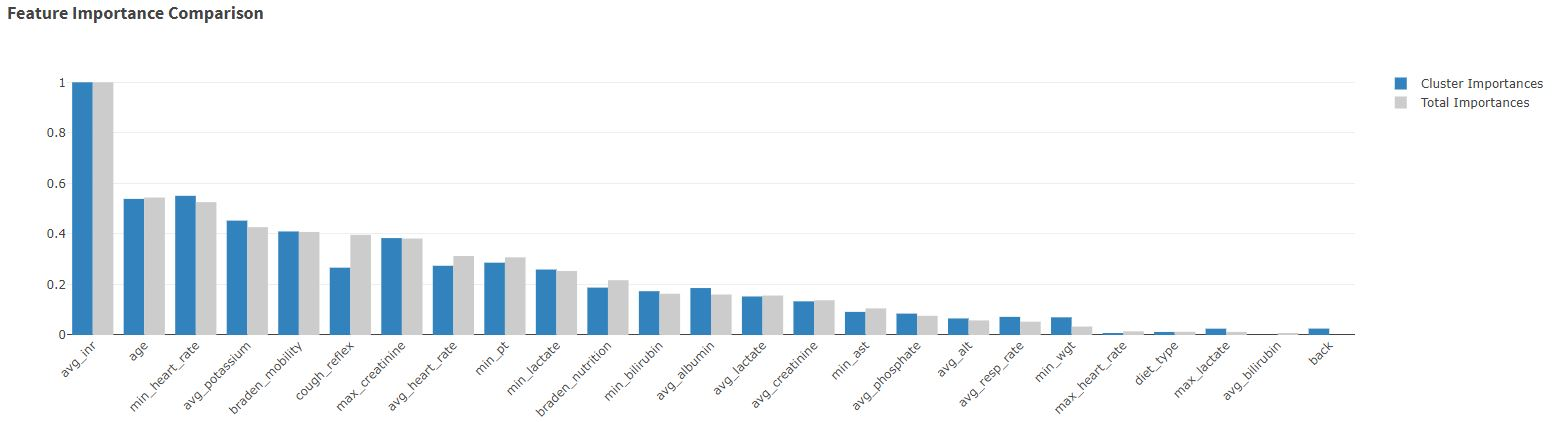 Feature Importance Comparison
1
0.8
0.6
0.4
0.2
0
Cluster Importances
Total Importances
avg_inr
age
min_heart_rate
avg_potassium
braden_mobility
cough_reflex
max_creatinine
avg_heart_rate
min_pt
min_lactate
braden_nutrition
min_bilirubin
avg_albumin
avg_lactate
avg_creatinine
min_ast
avg_phosphate
avg_alt
avg_resp_rate
min_wgt
max_heart_rate
diet_type
max_lactate
avg_bilirubin
back